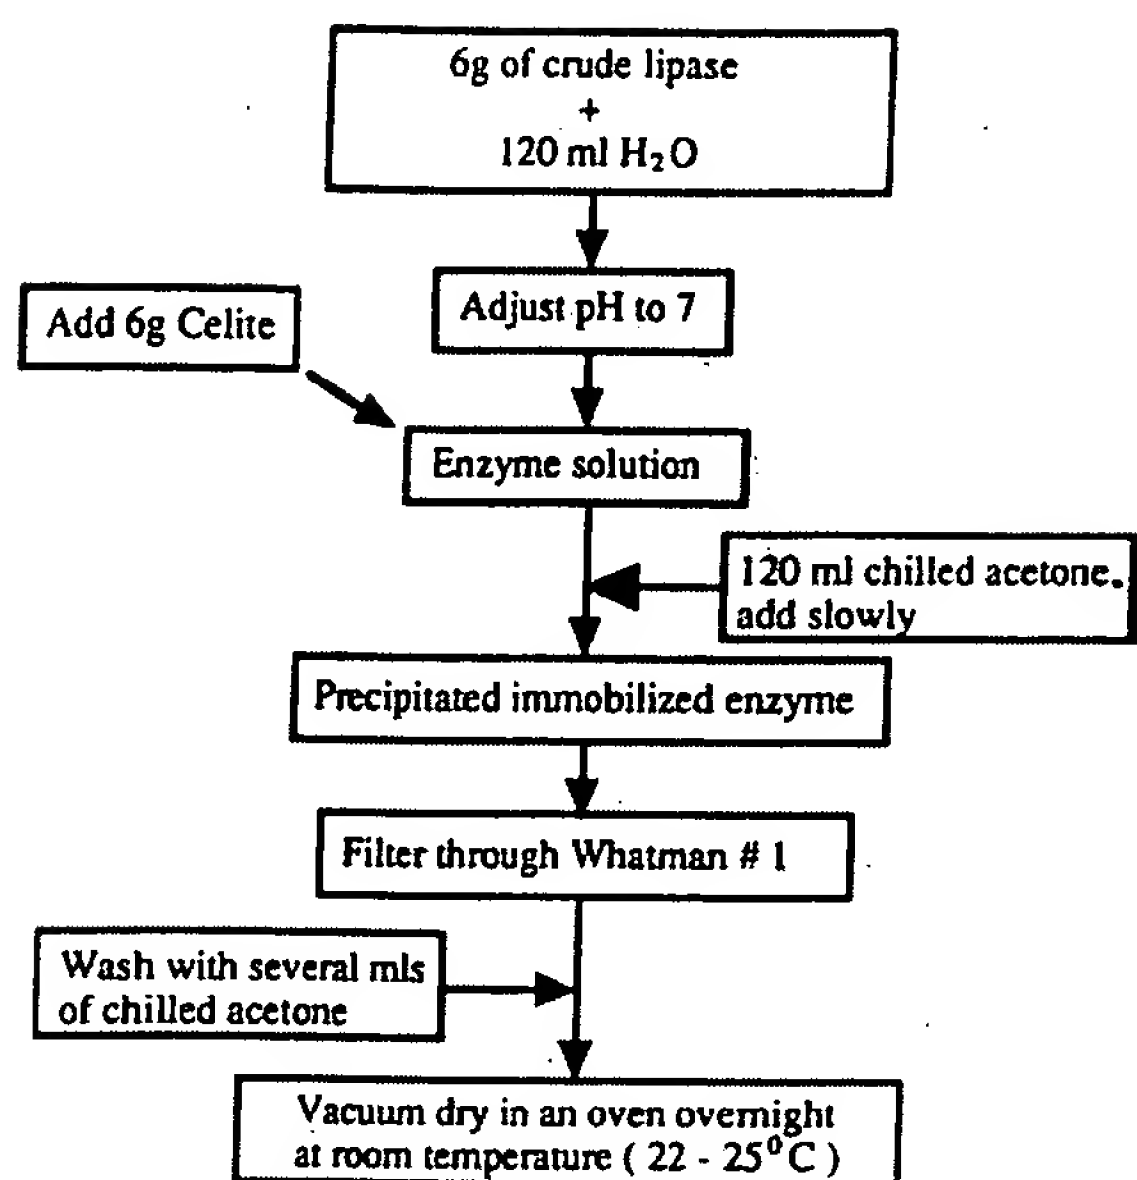 6g of crude lipase
+
120 ml H₂O
Adjust pH to 7
Add 6g Celite
Enzyme solution
120 ml chilled acetone.
add slowly
Precipitated immobilized enzyme
Filter through Whatman # 1
Wash with several mls
of chilled acetone
Vacuum dry in an oven overnight
at room temperature ( 22 - 25⁰C )